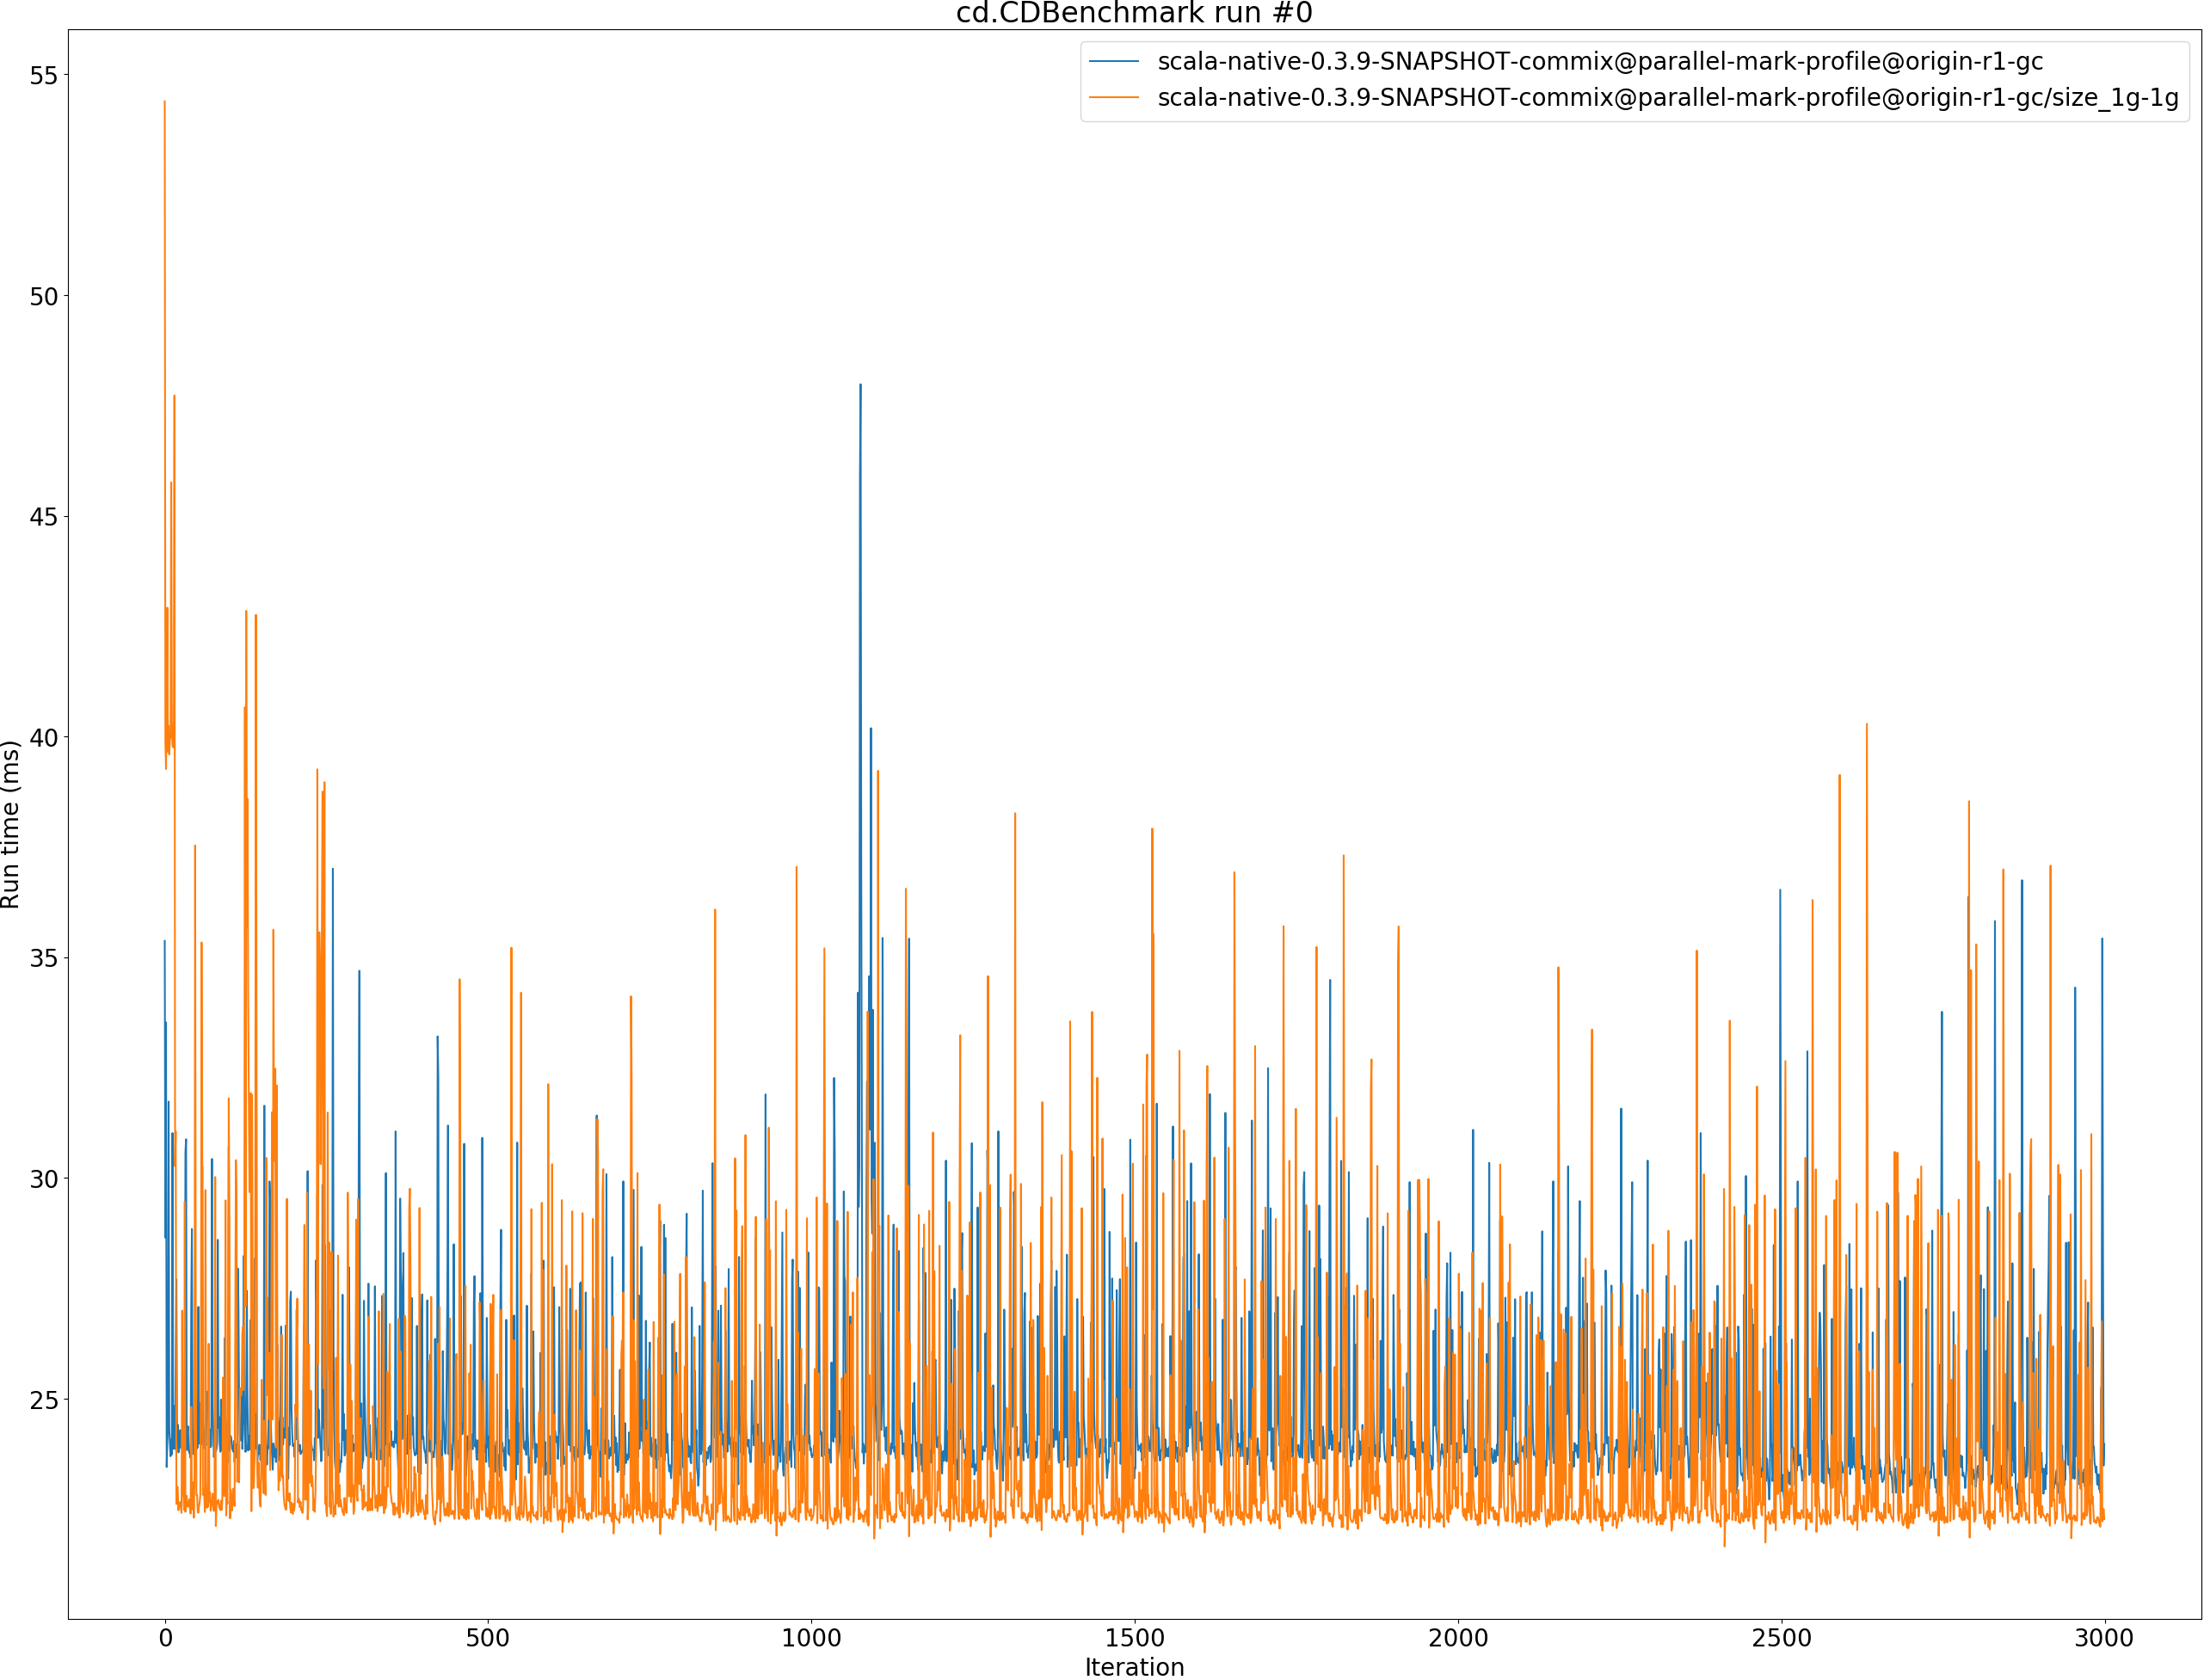 cd.CDBenchmark run #0
scala-native-0.3.9-SNAPSHOT-commix@parallel-mark-profile@origin-r1-gc
scala-native-0.3.9-SNAPSHOT-commix@parallel-mark-profile@origin-r1-gc/size_1g-1g
55
50
45
40
35
30
25
Run time (ms)
0
500
1000
1500
2000
2500
3000
Iteration